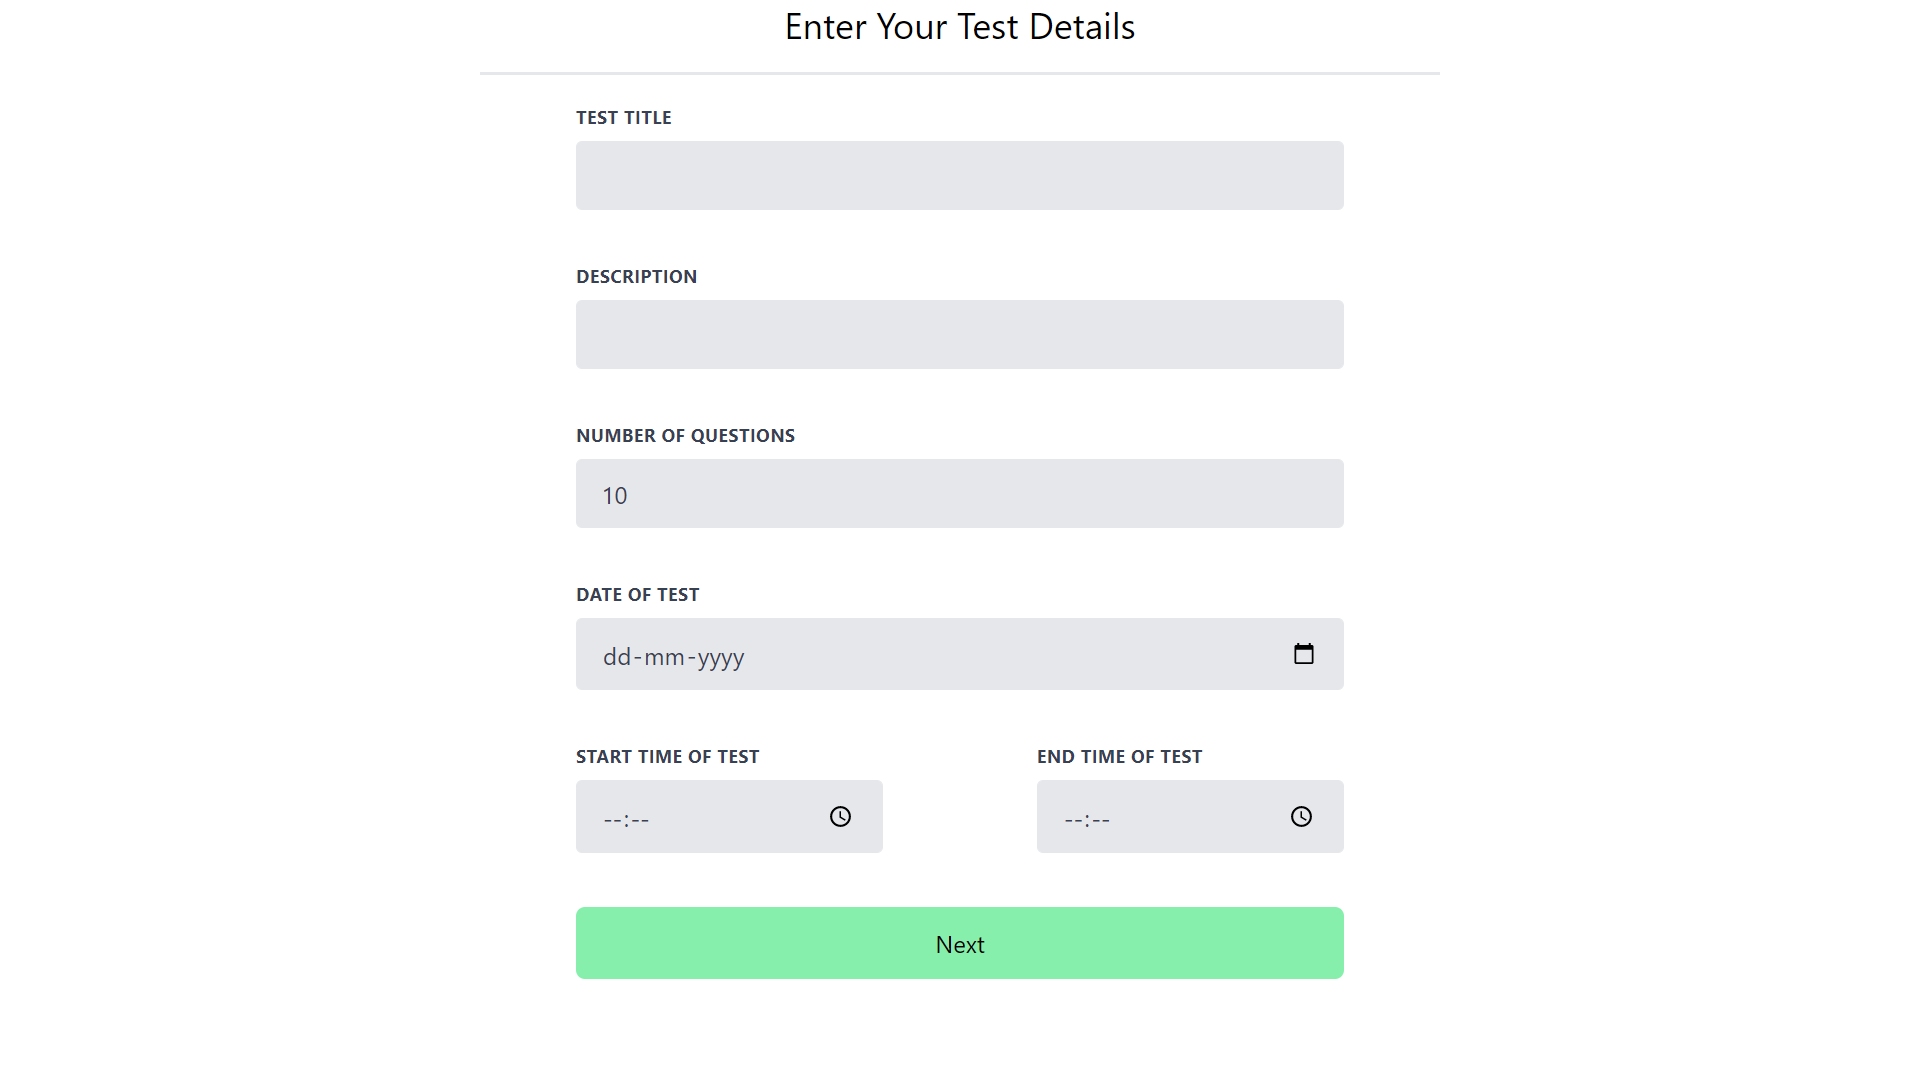 Enter Your Test Details
TEST TITLE
DESCRIPTION
NUMBER OF QUESTIONS
10
DATE OF TEST
dd-mm-yyyy
START TIME OF TEST
END TIME OF TEST
--:--
--:--
Next